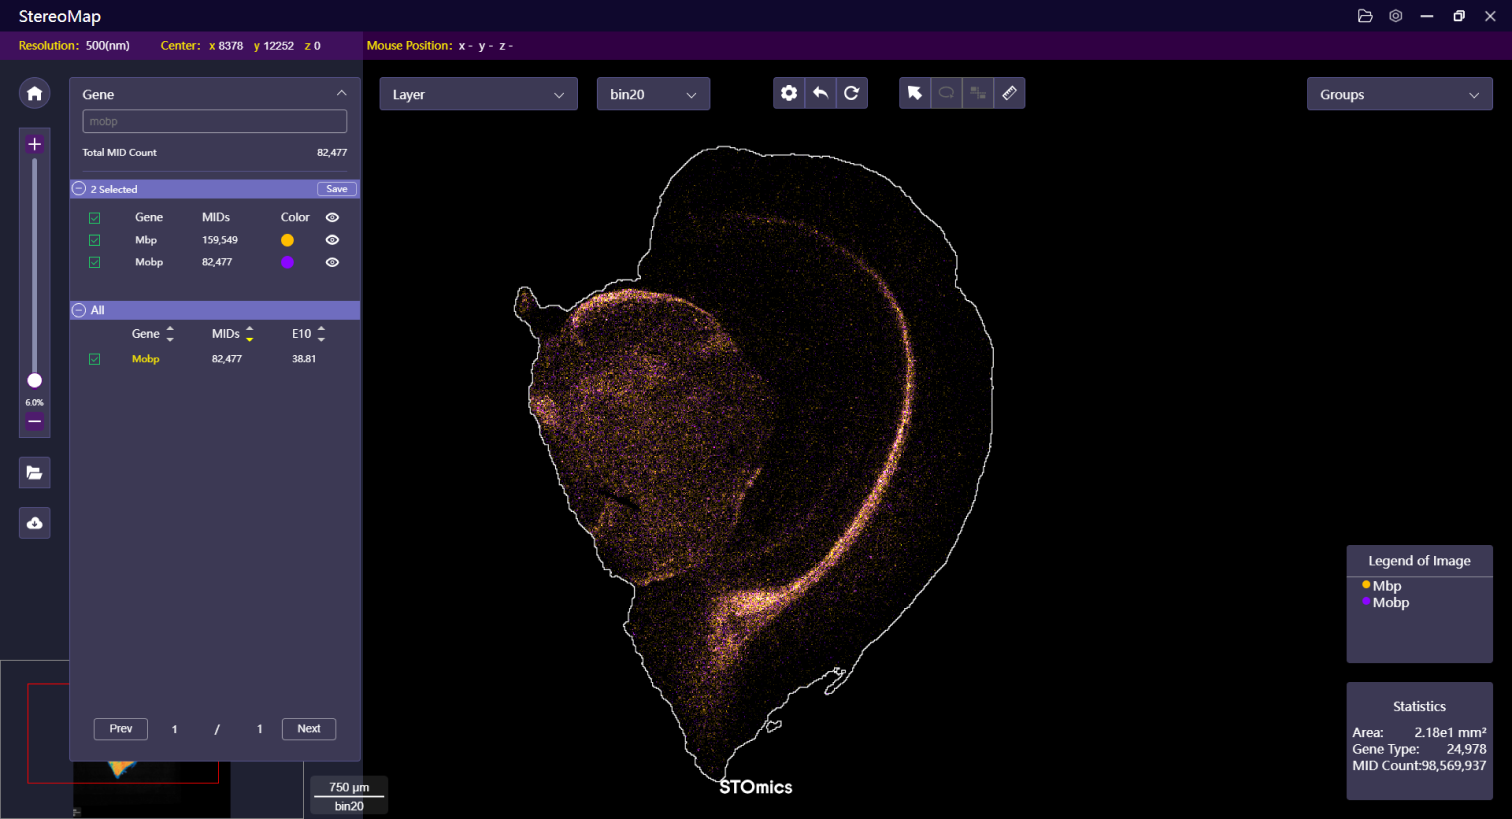 StereoMap
Resolution: 500(nm) Center: x 8378 y 12252 z 0 Mouse Position: x - y - z -
Gene
mobp
Total MID Count 82,477
2 Selected Save
Gene MIDs Color
Mbp 159,549
Mobp 82,477
All
Gene MIDs E10
Mobp 82,477 38.81
6.0%
Prev 1 / 1 Next
Layer
bin20
Groups
750 μm
bin20
STOmics
Legend of Image
Mbp
Mobp
Statistics
Area: 2.18e1 mm²
Gene Type: 24,978
MID Count:98,569,937